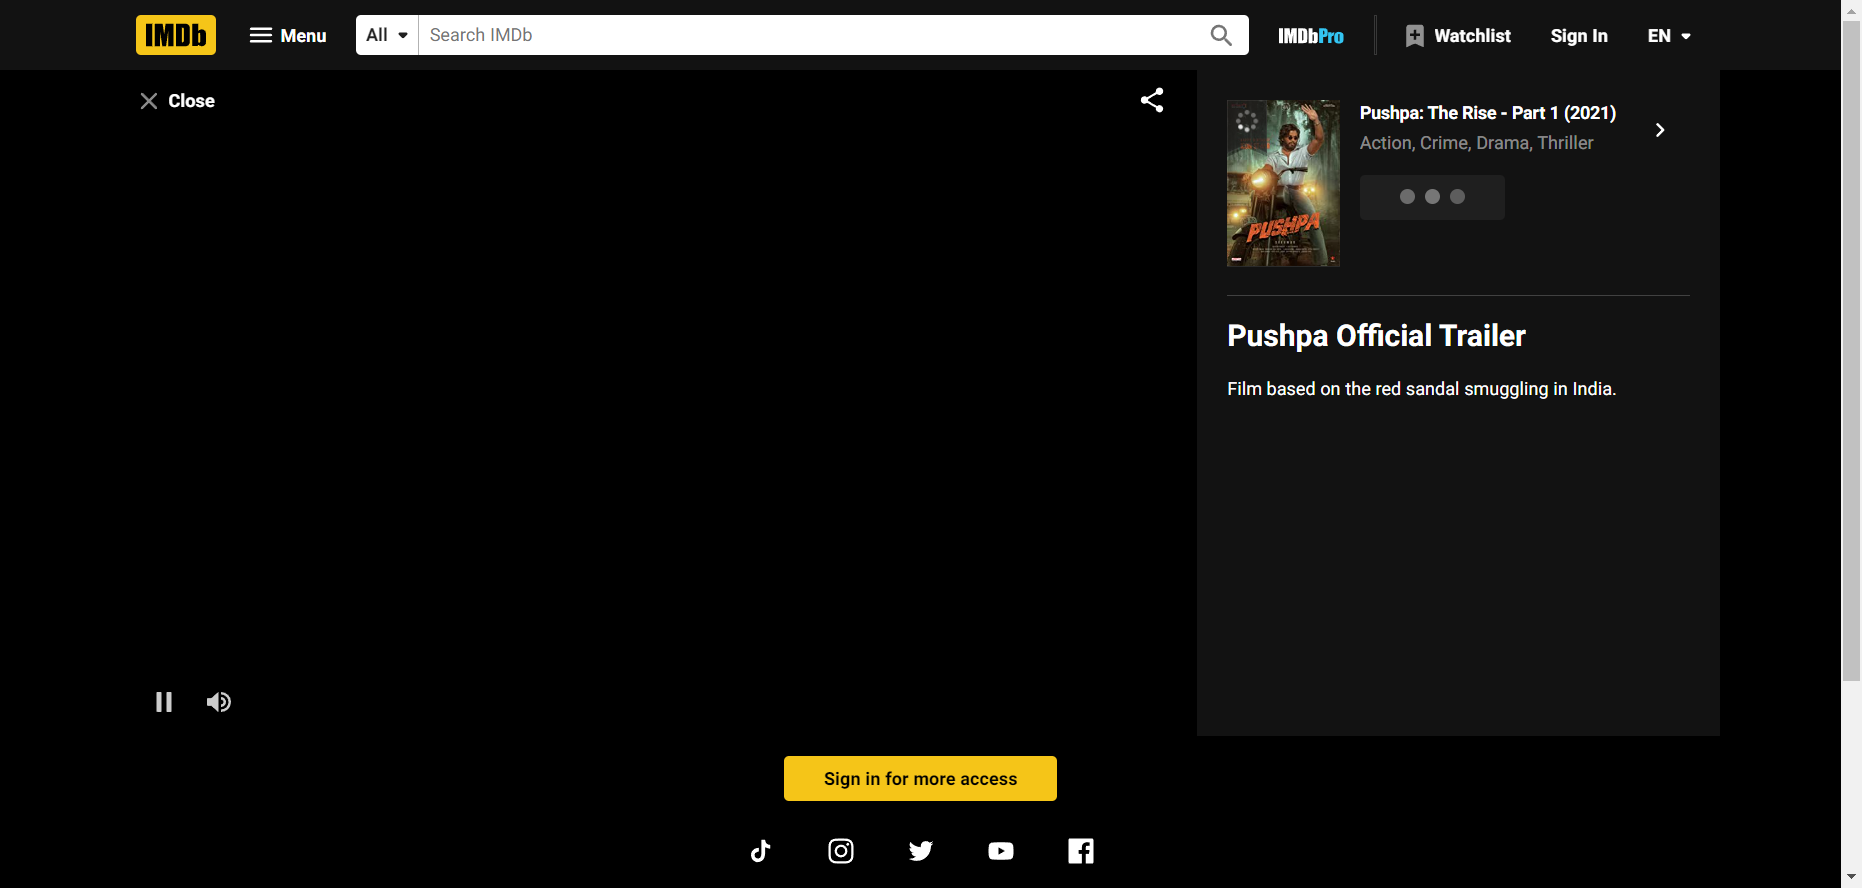 IMDb
Menu
All
Search IMDb
IMDbPro
Watchlist
Sign In
EN
Close
Pushpa: The Rise - Part 1 (2021)
Action, Crime, Drama, Thriller
PUSHPA
Pushpa Official Trailer
Film based on the red sandal smuggling in India.
Sign in for more access